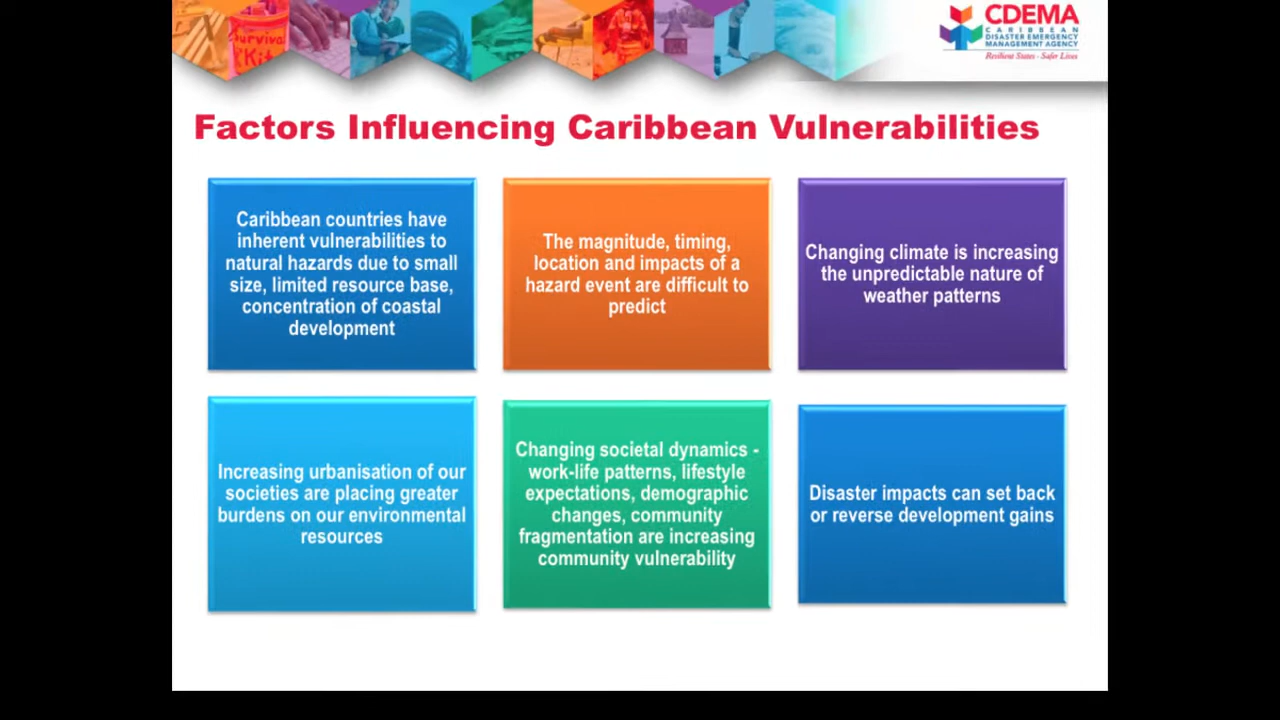 Survival
Kit
CDEMA
CARIBBEAN
DISASTER EMERGENCY
MANAGEMENT AGENCY
Resilient States - Safer Lives
Factors Influencing Caribbean Vulnerabilities
Caribbean countries have
inherent vulnerabilities to
natural hazards due to small
size, limited resource base,
concentration of coastal
development
The magnitude, timing,
location and impacts of a
hazard event are difficult to
predict
Changing climate is increasing
the unpredictable nature of
weather patterns
Increasing urbanisation of our
societies are placing greater
burdens on our environmental
resources
Changing societal dynamics -
work-life patterns, lifestyle
expectations, demographic
changes, community
fragmentation are increasing
community vulnerability
Disaster impacts can set back
or reverse development gains